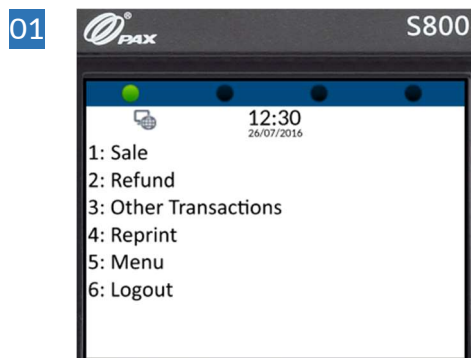 01
PAX
S800
12:30
26/07/2016
1: Sale
2: Refund
3: Other Transactions
4: Reprint
5: Menu
6: Logout